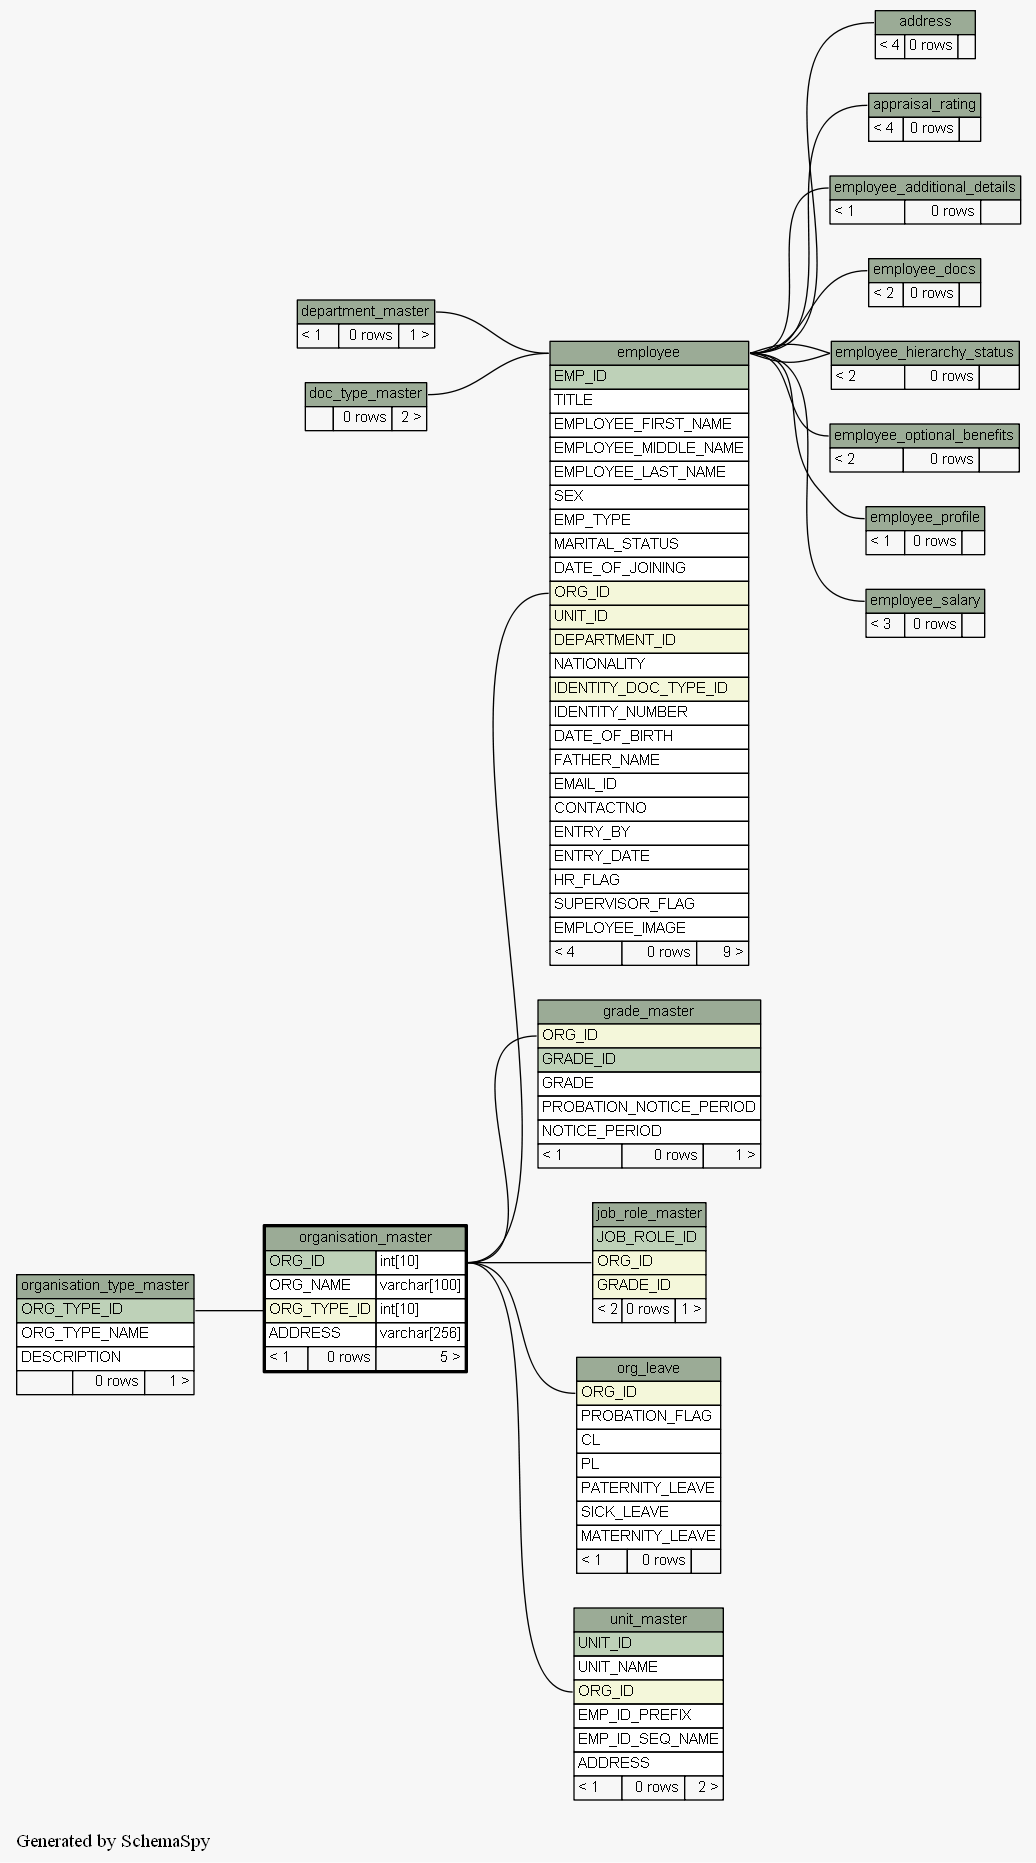 address
< 4 0 rows
appraisal_rating
< 4 0 rows
employee_additional_details
< 1 0 rows
employee_docs
< 2 0 rows
department_master
< 1 0 rows 1 >
doc_type_master
0 rows 2 >
employee_hierarchy_status
< 2 0 rows
employee_optional_benefits
< 2 0 rows
employee_profile
< 1 0 rows
employee_salary
< 3 0 rows
employee
EMP_ID
TITLE
EMPLOYEE_FIRST_NAME
EMPLOYEE_MIDDLE_NAME
EMPLOYEE_LAST_NAME
SEX
EMP_TYPE
MARITAL_STATUS
DATE_OF_JOINING
ORG_ID
UNIT_ID
DEPARTMENT_ID
NATIONALITY
IDENTITY_DOC_TYPE_ID
IDENTITY_NUMBER
DATE_OF_BIRTH
FATHER_NAME
EMAIL_ID
CONTACTNO
ENTRY_BY
ENTRY_DATE
HR_FLAG
SUPERVISOR_FLAG
EMPLOYEE_IMAGE
< 4 0 rows 9 >
grade_master
ORG_ID
GRADE_ID
GRADE
PROBATION_NOTICE_PERIOD
NOTICE_PERIOD
< 1 0 rows 1 >
organisation_type_master
ORG_TYPE_ID
ORG_TYPE_NAME
DESCRIPTION
0 rows 1 >
organisation_master
ORG_ID int[10]
ORG_NAME varchar[100]
ORG_TYPE_ID int[10]
ADDRESS varchar[256]
< 1 0 rows 5 >
job_role_master
JOB_ROLE_ID
ORG_ID
GRADE_ID
< 2 0 rows 1 >
org_leave
ORG_ID
PROBATION_FLAG
CL
PL
PATERNITY_LEAVE
SICK_LEAVE
MATERNITY_LEAVE
< 1 0 rows
unit_master
UNIT_ID
UNIT_NAME
ORG_ID
EMP_ID_PREFIX
EMP_ID_SEQ_NAME
ADDRESS
< 1 0 rows 2 >
Generated by SchemaSpy